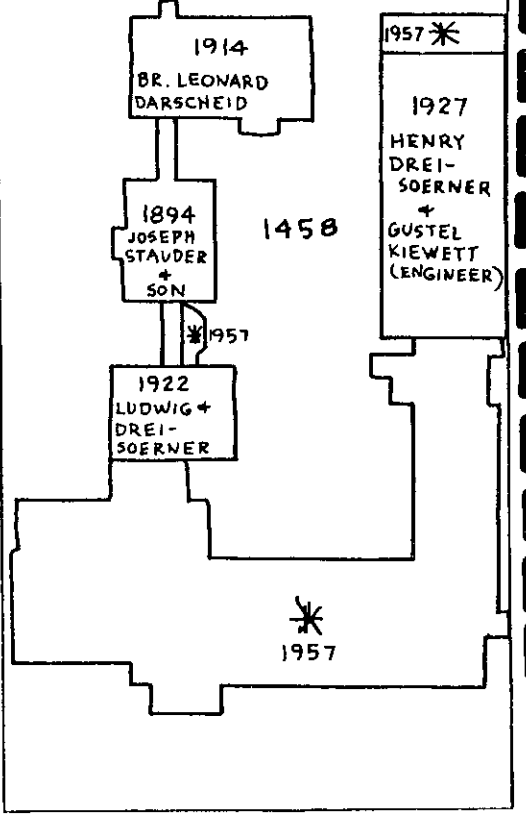 1914
BR. LEONARD
DARSCHEID
1957 ✳
1927
HENRY
DREI-
SOERNER
+
GUSTEL
KIEWETT
(ENGINEER)
1894
JOSEPH
STAUDER
+
SON
1458
✳ 1957
1922
LUDWIG +
DREI-
SOERNER
✳
1957